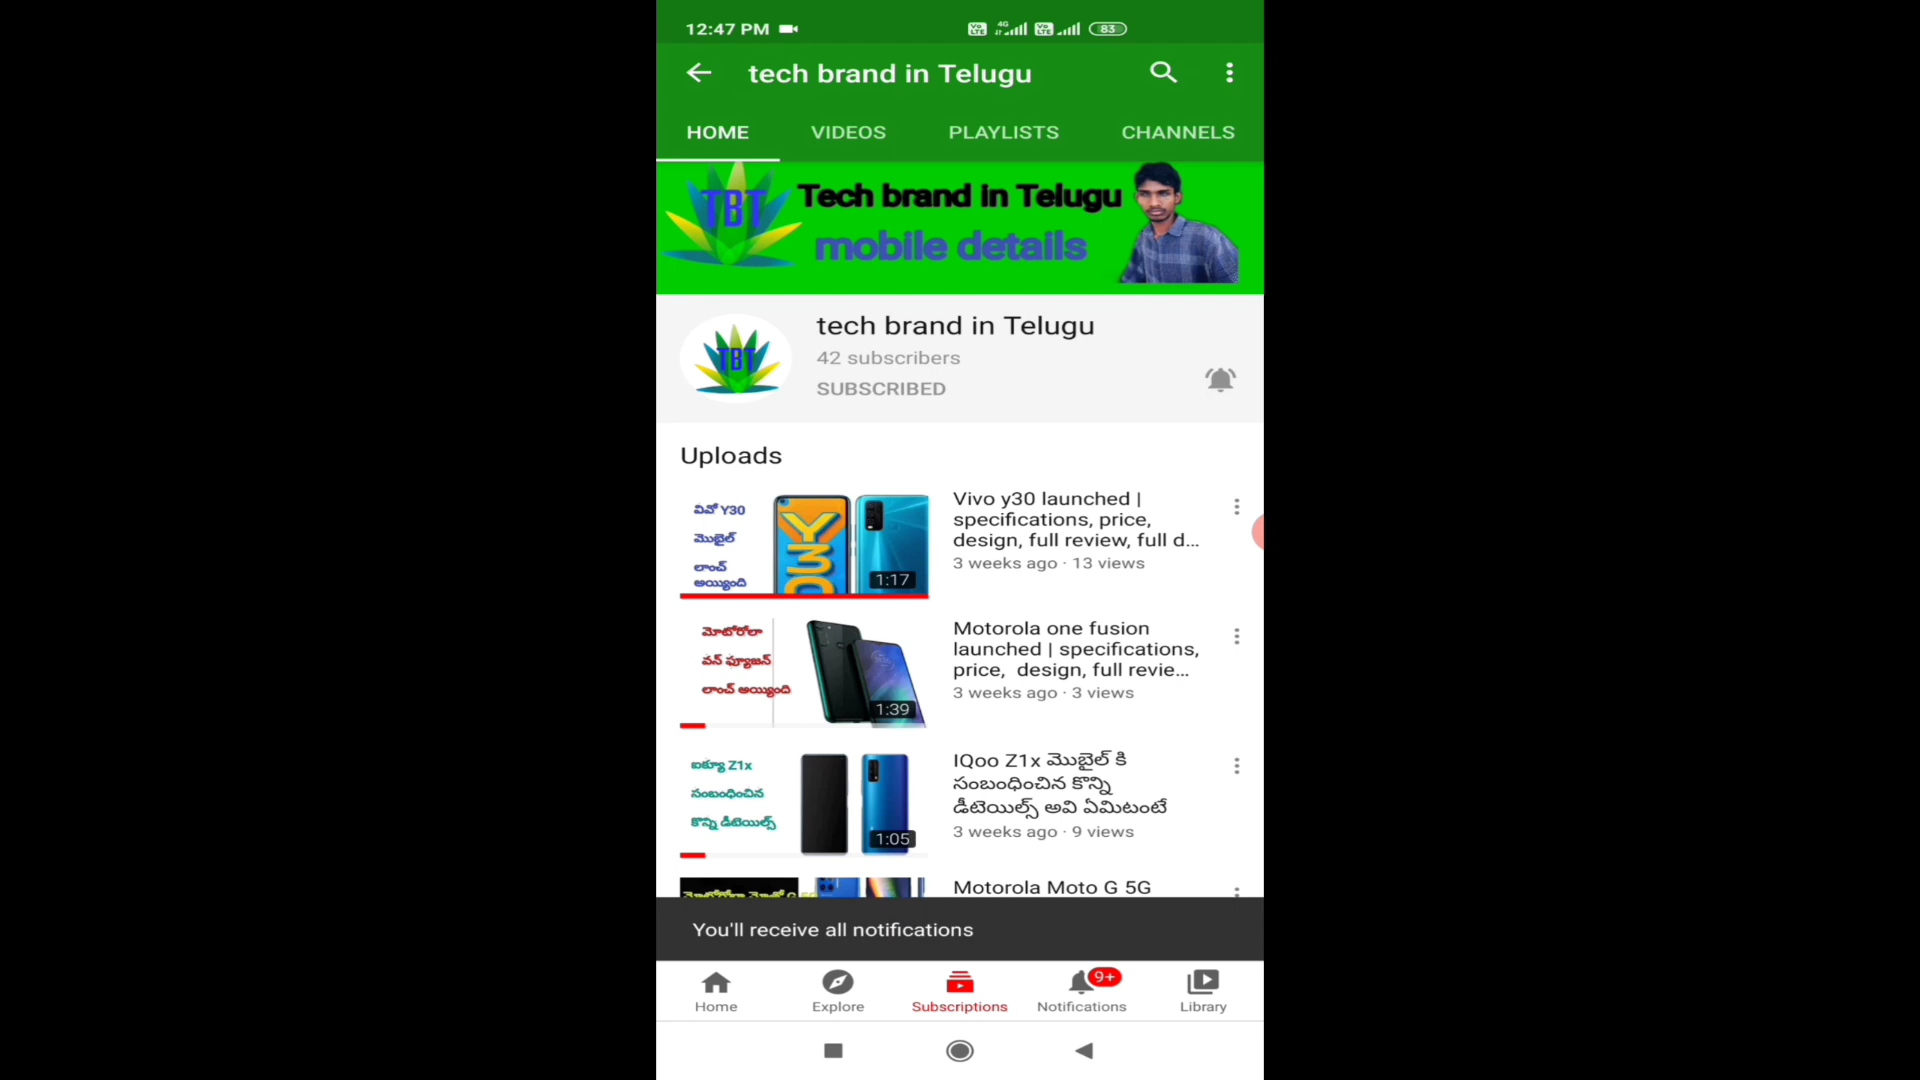 12:47 PM
4G
83
tech brand in Telugu
HOME VIDEOS PLAYLISTS CHANNELS
TBT
Tech brand in Telugu
mobile details
TBT
tech brand in Telugu
42 subscribers
SUBSCRIBED
Uploads
వివో Y30
మొబైల్
లాంచ్
అయ్యింది
Y30
1:17
Vivo y30 launched |
specifications, price,
design, full review, full d...
3 weeks ago · 13 views
మోటోరోలా
వన్ ఫ్యూజన్
లాంచ్ అయ్యింది
1:39
Motorola one fusion
launched | specifications,
price, design, full revie...
3 weeks ago · 3 views
ఐక్యూ Z1x
సంబంధించిన
కొన్ని డీటెయిల్స్
1:05
IQoo Z1x మొబైల్ కి
సంబంధించిన కొన్ని
డీటెయిల్స్ అవి ఏమిటంటే
3 weeks ago · 9 views
Motorola Moto G 5G
You'll receive all notifications
9+
Home Explore Subscriptions Notifications Library